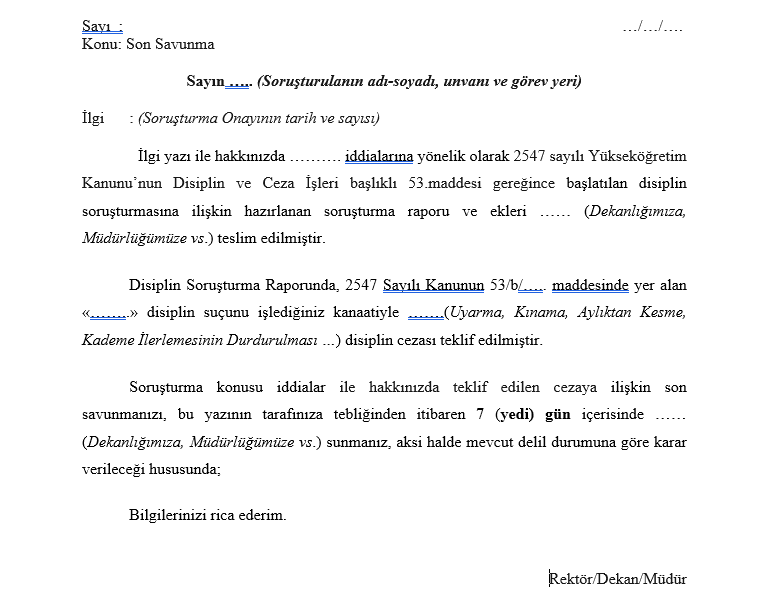 Sayı : .../.../....
Konu: Son Savunma
Sayın ..... (Soruşturulanın adı-soyadı, unvanı ve görev yeri)
İlgi : (Soruşturma Onayının tarih ve sayısı)
İlgi yazı ile hakkınızda .......... iddialarına yönelik olarak 2547 sayılı Yükseköğretim
Kanunu’nun Disiplin ve Ceza İşleri başlıklı 53.maddesi gereğince başlatılan disiplin
soruşturmasına ilişkin hazırlanan soruşturma raporu ve ekleri ...... (Dekanlığımıza,
Müdürlüğümüze vs.) teslim edilmiştir.
Disiplin Soruşturma Raporunda, 2547 Sayılı Kanunun 53/b/..... maddesinde yer alan
«........» disiplin suçunu işlediğiniz kanaatiyle .......(Uyarma, Kınama, Aylıktan Kesme,
Kademe İlerlemesinin Durdurulması ...) disiplin cezası teklif edilmiştir.
Soruşturma konusu iddialar ile hakkınızda teklif edilen cezaya ilişkin son
savunmanızı, bu yazının tarafınıza tebliğinden itibaren 7 (yedi) gün içerisinde ......
(Dekanlığımıza, Müdürlüğümüze vs.) sunmanız, aksi halde mevcut delil durumuna göre karar
verileceği hususunda;
Bilgilerinizi rica ederim.
Rektör/Dekan/Müdür